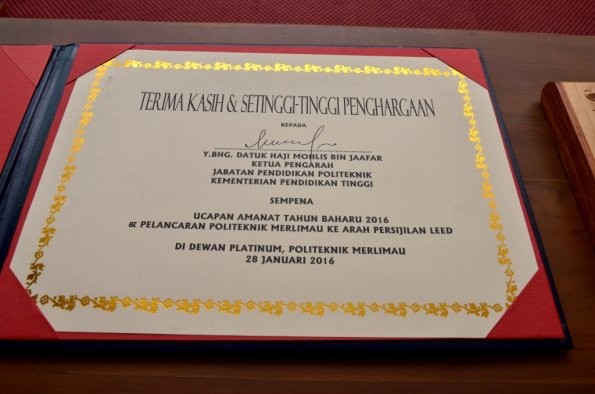 TERIMA KASIH & SETINGGI-TINGGI PENGHARGAAN
KEPADA
Y.BHG. DATUK HAJI MOHLIS BIN JAAFAR
KETUA PENGARAH
JABATAN PENDIDIKAN POLITEKNIK
KEMENTERIAN PENDIDIKAN TINGGI
SEMPENA
UCAPAN AMANAT TAHUN BAHARU 2016
& PELANCARAN POLITEKNIK MERLIMAU KE ARAH PERSIJILAN LEED
DI DEWAN PLATINUM, POLITEKNIK MERLIMAU
28 JANUARI 2016